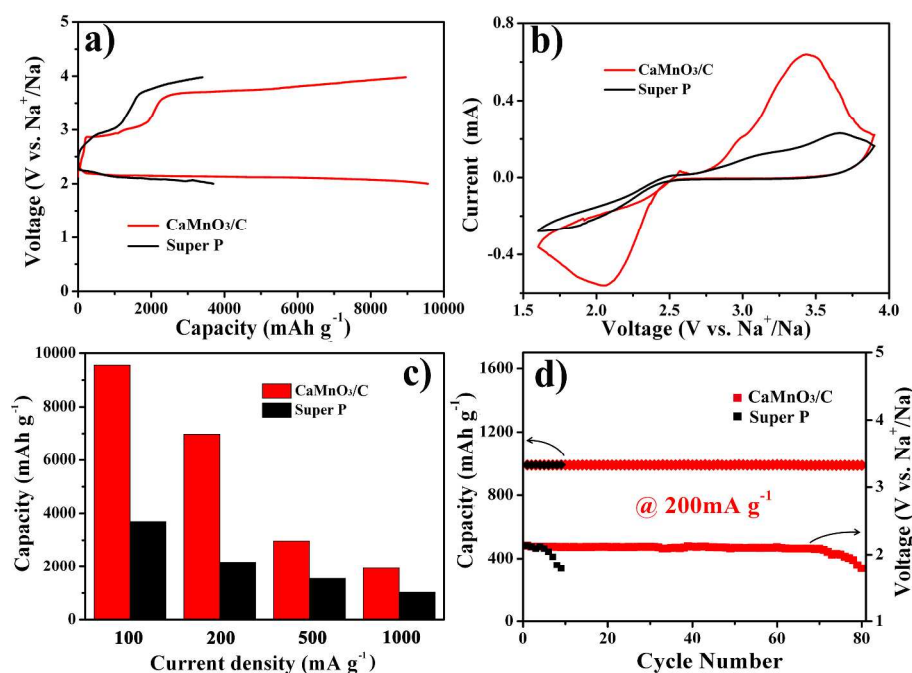 a)
Voltage (V vs. Na⁺/Na)
5
4
3
2
1
0
CaMnO₃/C
Super P
0 2000 4000 6000 8000 10000
Capacity (mAh g⁻¹)
b)
Current (mA)
0.8
0.4
0.0
-0.4
CaMnO₃/C
Super P
1.5 2.0 2.5 3.0 3.5 4.0
Voltage (V vs. Na⁺/Na)
c)
Capacity (mAh g⁻¹)
10000
8000
6000
4000
2000
0
CaMnO₃/C
Super P
100 200 500 1000
Current density (mA g⁻¹)
d)
Capacity (mAh g⁻¹)
1600
1200
800
400
0
CaMnO₃/C
Super P
@ 200mA g⁻¹
5
4
3
2
1
Voltage (V vs. Na⁺/Na)
0 20 40 60 80
Cycle Number